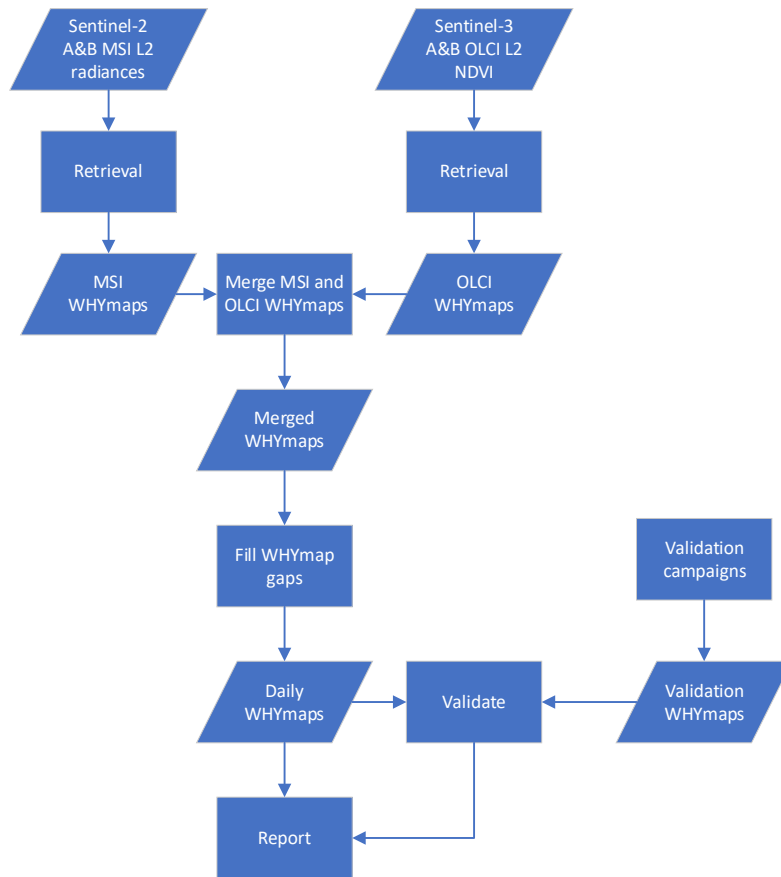 Sentinel-2
A&B MSI L2
radiances
Sentinel-3
A&B OLCI L2
NDVI
Retrieval
Retrieval
MSI
WHYmaps
Merge MSI and
OLCI WHYmaps
OLCI
WHYmaps
Merged
WHYmaps
Fill WHYmap
gaps
Validation
campaigns
Daily
WHYmaps
Validate
Validation
WHYmaps
Report